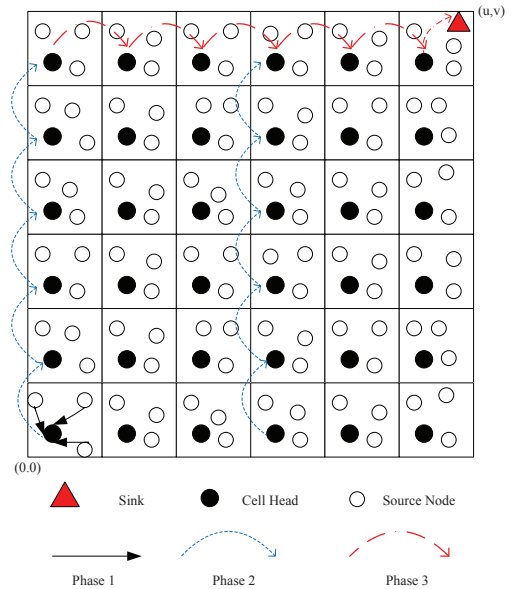 (u,v)
(0.0)
Sink
Cell Head
Source Node
Phase 1
Phase 2
Phase 3